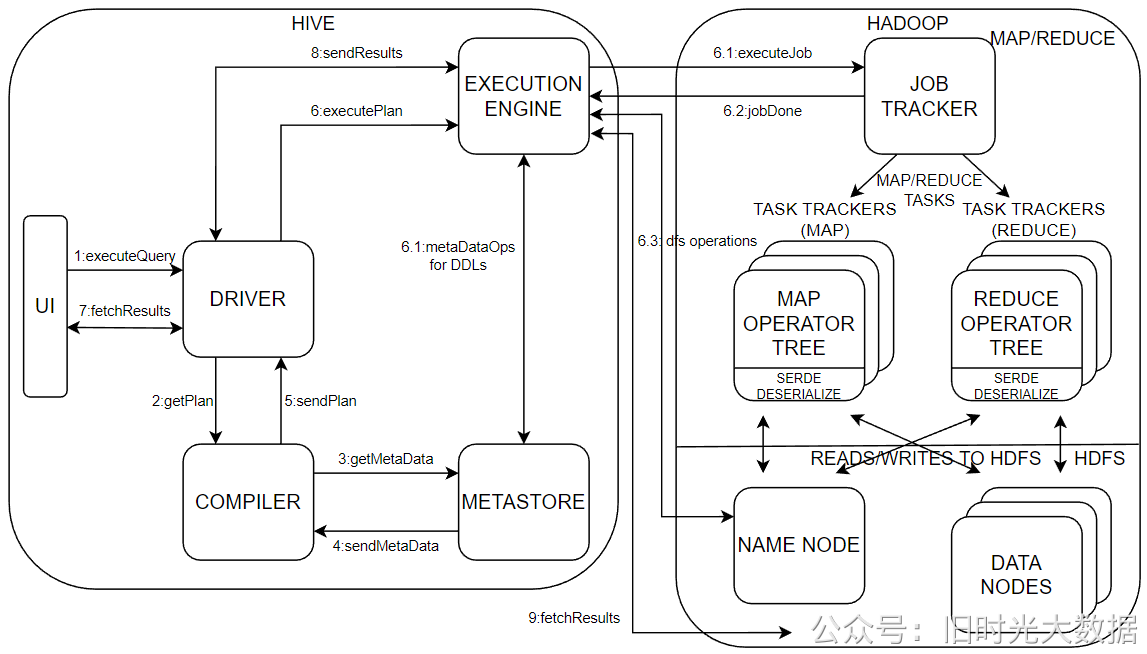 HIVE
HADOOP
MAP/REDUCE
8:sendResults
EXECUTION
ENGINE
6.1:executeJob
JOB
TRACKER
6:executePlan
6.2:jobDone
MAP/REDUCE
TASKS
TASK TRACKERS
(MAP)
TASK TRACKERS
(REDUCE)
6.1:metaDataOps
for DDLs
6.3: dfs operations
1:executeQuery
UI
7:fetchResults
DRIVER
MAP
OPERATOR
TREE
SERDE
DESERIALIZE
REDUCE
OPERATOR
TREE
SERDE
DESERIALIZE
2:getPlan
5:sendPlan
READS/WRITES TO HDFS
HDFS
3:getMetaData
COMPILER
METASTORE
4:sendMetaData
NAME NODE
DATA
NODES
9:fetchResults
公众号：旧时光大数据